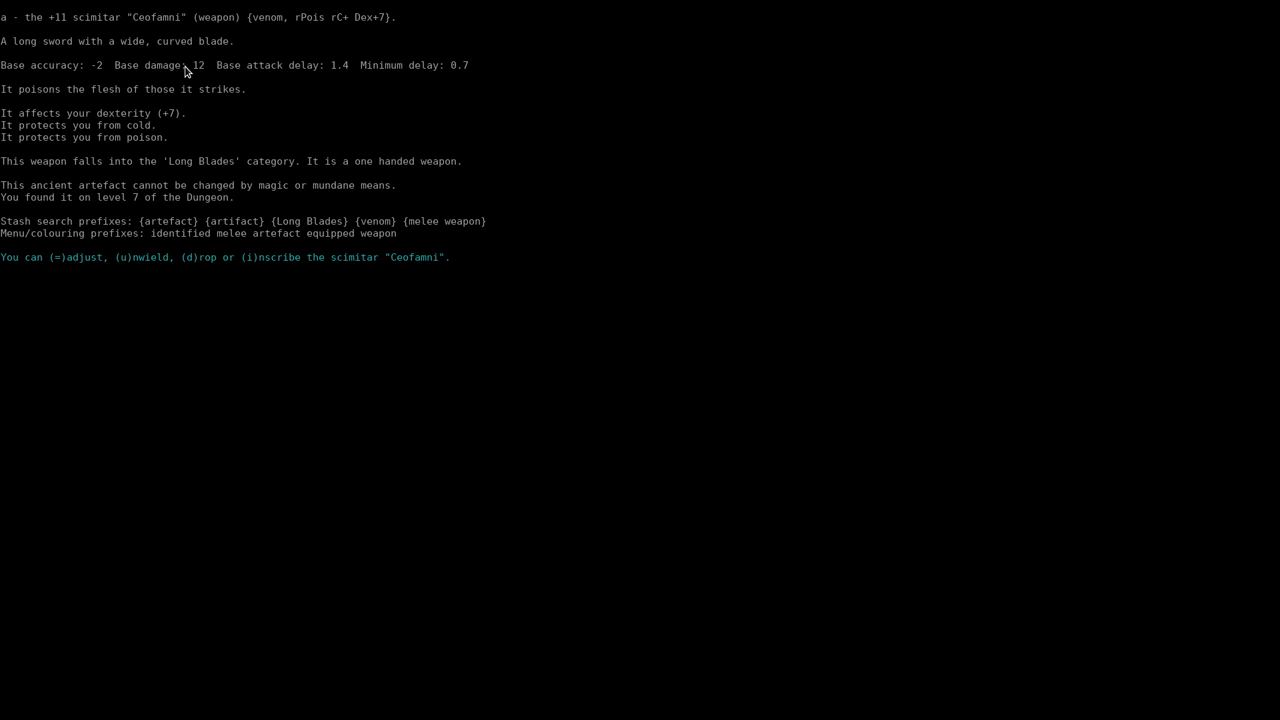 a - the +11 scimitar "Ceofamni" (weapon) {venom, rPois rC+ Dex+7}.
A long sword with a wide, curved blade.
Base accuracy: -2  Base damage: 12  Base attack delay: 1.4  Minimum delay: 0.7
It poisons the flesh of those it strikes.
It affects your dexterity (+7).
It protects you from cold.
It protects you from poison.
This weapon falls into the 'Long Blades' category. It is a one handed weapon.
This ancient artefact cannot be changed by magic or mundane means.
You found it on level 7 of the Dungeon.
Stash search prefixes: {artefact} {artifact} {Long Blades} {venom} {melee weapon}
Menu/colouring prefixes: identified melee artefact equipped weapon
You can (=)adjust, (u)nwield, (d)rop or (i)nscribe the scimitar "Ceofamni".